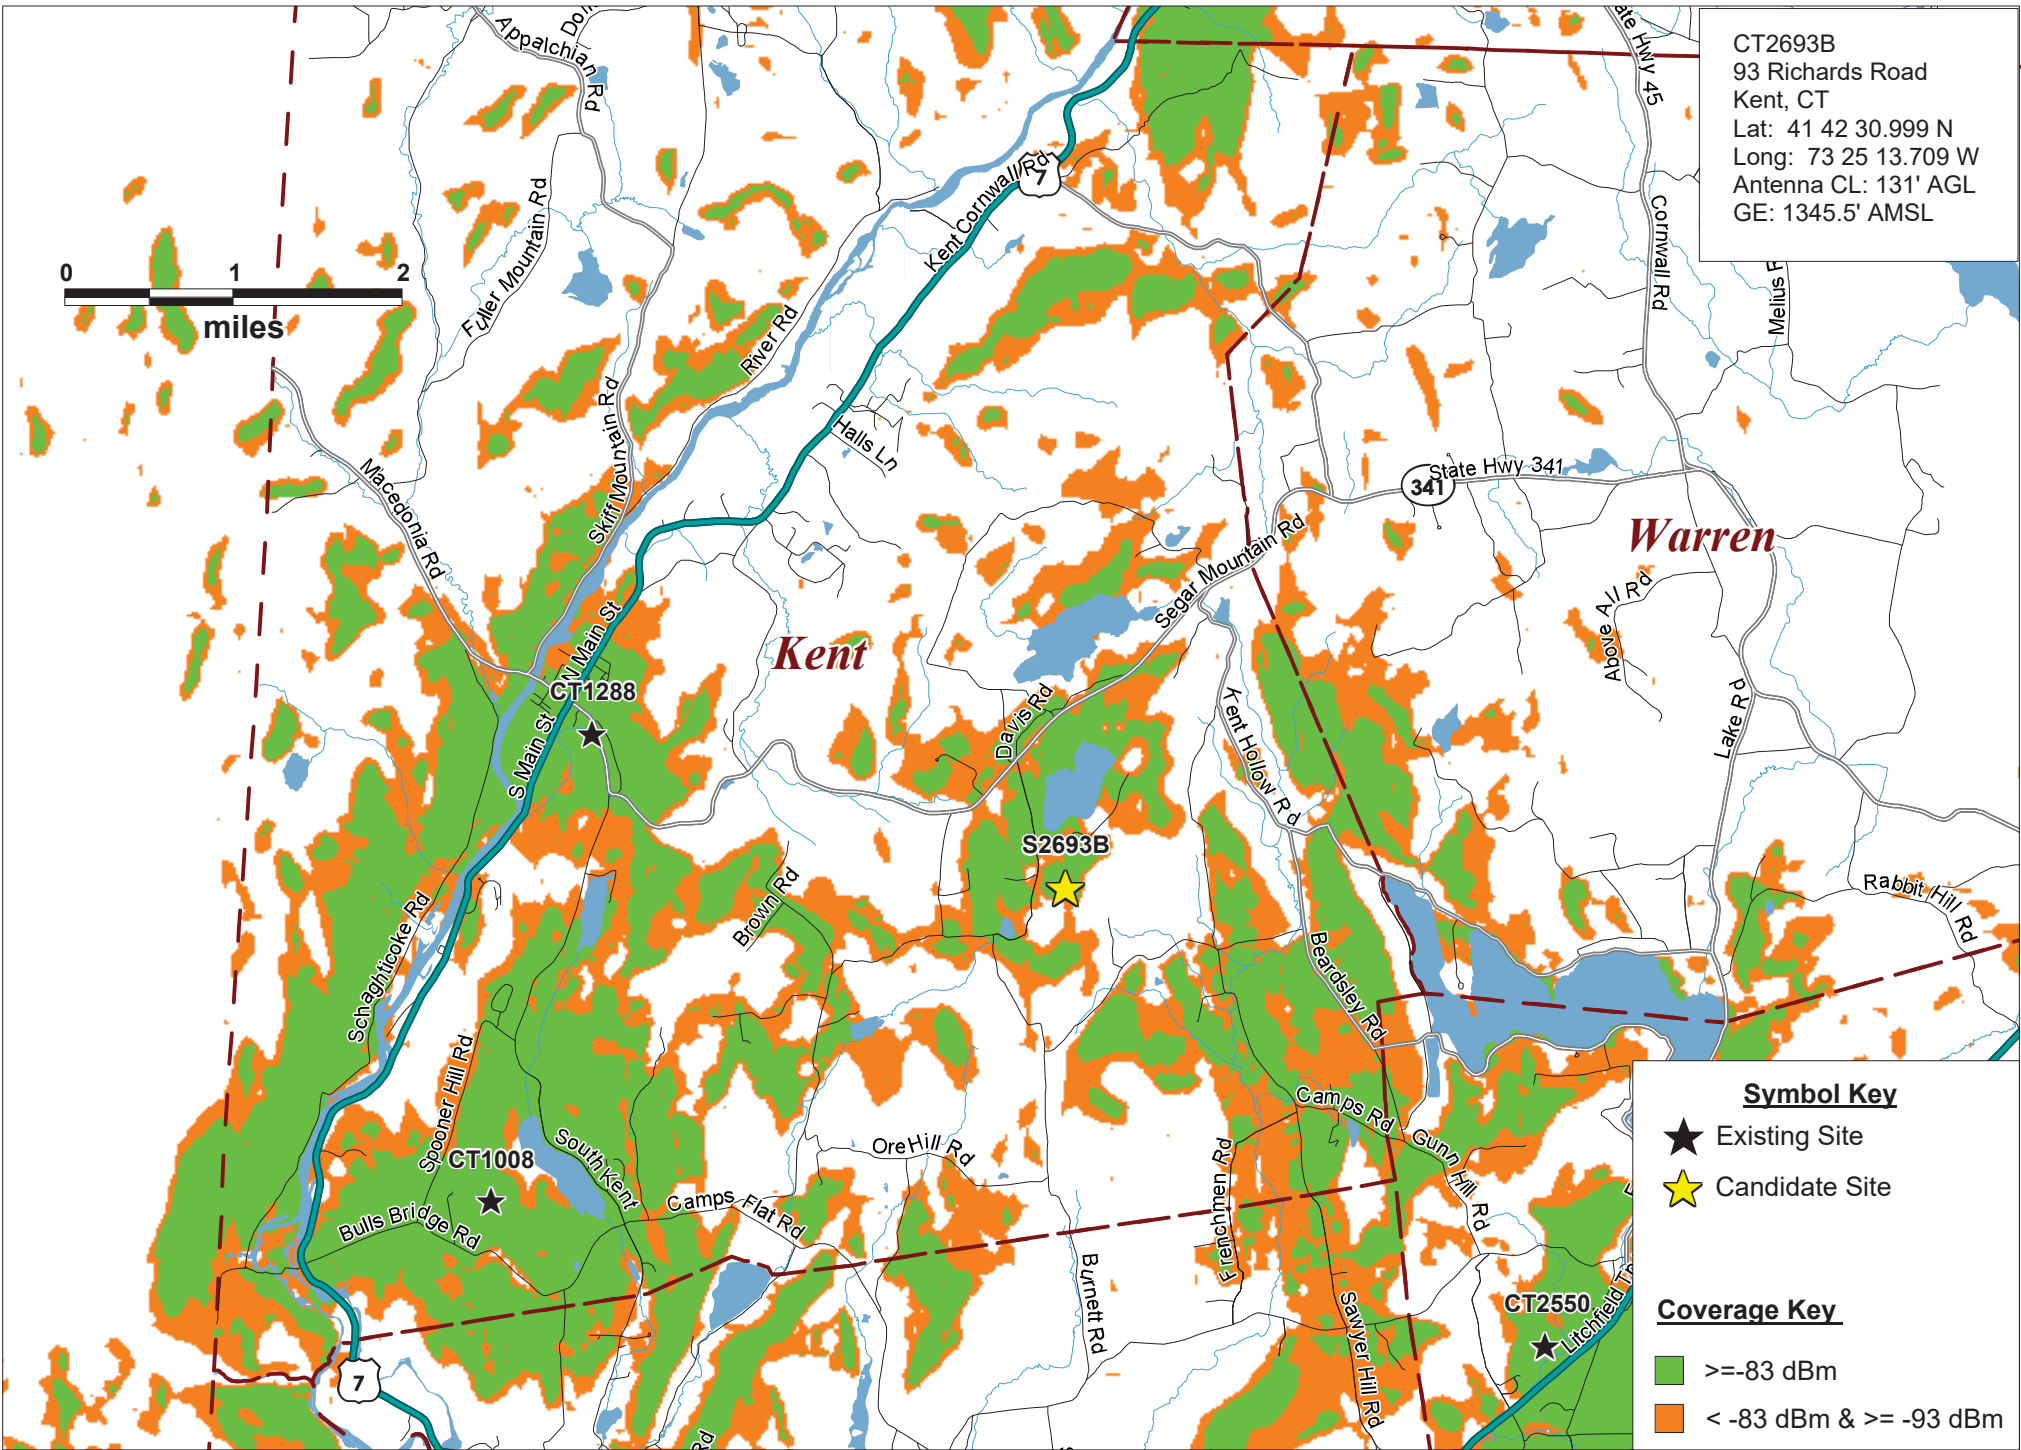 CT2693B
93 Richards Road
Kent, CT
Lat: 41 42 30.999 N
Long: 73 25 13.709 W
Antenna CL: 131' AGL
GE: 1345.5' AMSL
Appalchian Rd
ate Hwy 45
Fuller Mountain Rd
Kent Cornwall Rd
7
Cornwall Rd
0 1 2
miles
River Rd
Skiff Mountain Rd
Halls Ln
Macedonia Rd
State Hwy 341
341
Warren
Segar Mountain Rd
Above All Rd
N Main St
Kent
CT1288
S Main St
Davis Rd
Kent Hollow Rd
Lake Rd
S2693B
Brown Rd
Rabbit Hill Rd
Schaghticoke Rd
Beardsley Rd
Spooner Hill Rd
CT1008
South Kent
Ore Hill Rd
Camps Rd
Gunn Hill Rd
Camps Flat Rd
Bulls Bridge Rd
Frenchmen Rd
Burnett Rd
Sawyer Hill Rd
CT2550
Litchfield
7
Rd
Symbol Key
Existing Site
Candidate Site
Coverage Key
>=-83 dBm
< -83 dBm & >= -93 dBm